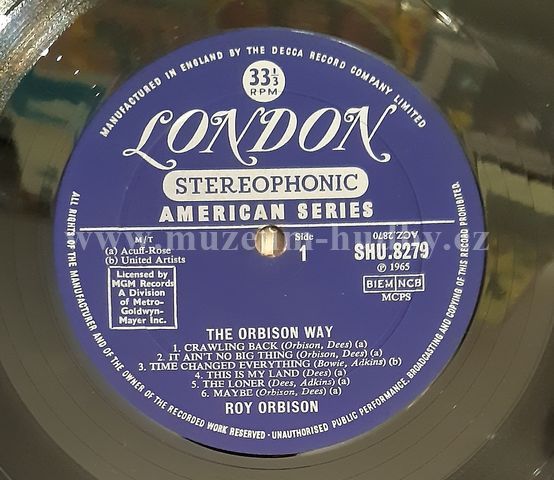 MANUFACTURED IN ENGLAND BY THE DECCA RECORD COMPANY LIMITED
33 1/3
RPM
LONDON
STEREOPHONIC
AMERICAN SERIES
www.muzeum-hudby.cz
M/T
(a) Acuff-Rose
(b) United Artists
Side
1
ACZ.2870
SHU.8279
Ⓟ 1965
BIEM NCB
MCPS
Licensed by
MGM Records
A Division
of Metro-
Goldwyn-
Mayer Inc.
THE ORBISON WAY
1. CRAWLING BACK (Orbison, Dees) (a)
2. IT AIN'T NO BIG THING (Orbison, Dees) (a)
3. TIME CHANGED EVERYTHING (Bowie, Adkins) (b)
4. THIS IS MY LAND (Dees) (a)
5. THE LONER (Dees, Adkins) (a)
6. MAYBE (Orbison, Dees) (a)
ROY ORBISON
ALL RIGHTS OF THE MANUFACTURER AND OF THE OWNER OF THE RECORDED WORK RESERVED - UNAUTHORISED PUBLIC PERFORMANCE, BROADCASTING AND COPYING OF THIS RECORD PROHIBITED.